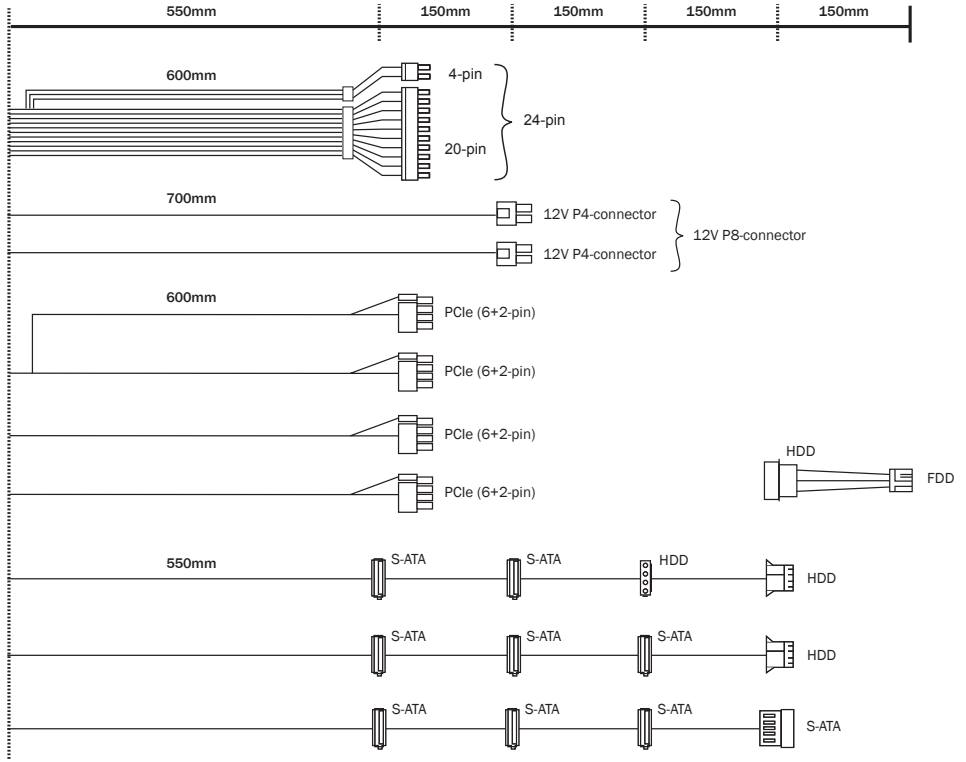 550mm 150mm 150mm 150mm 150mm
600mm
4-pin
24-pin
20-pin
700mm
12V P4-connector
12V P8-connector
12V P4-connector
600mm
PCIe (6+2-pin)
PCIe (6+2-pin)
PCIe (6+2-pin)
HDD
FDD
PCIe (6+2-pin)
550mm
S-ATA S-ATA HDD
HDD
S-ATA S-ATA S-ATA
HDD
S-ATA S-ATA S-ATA
S-ATA